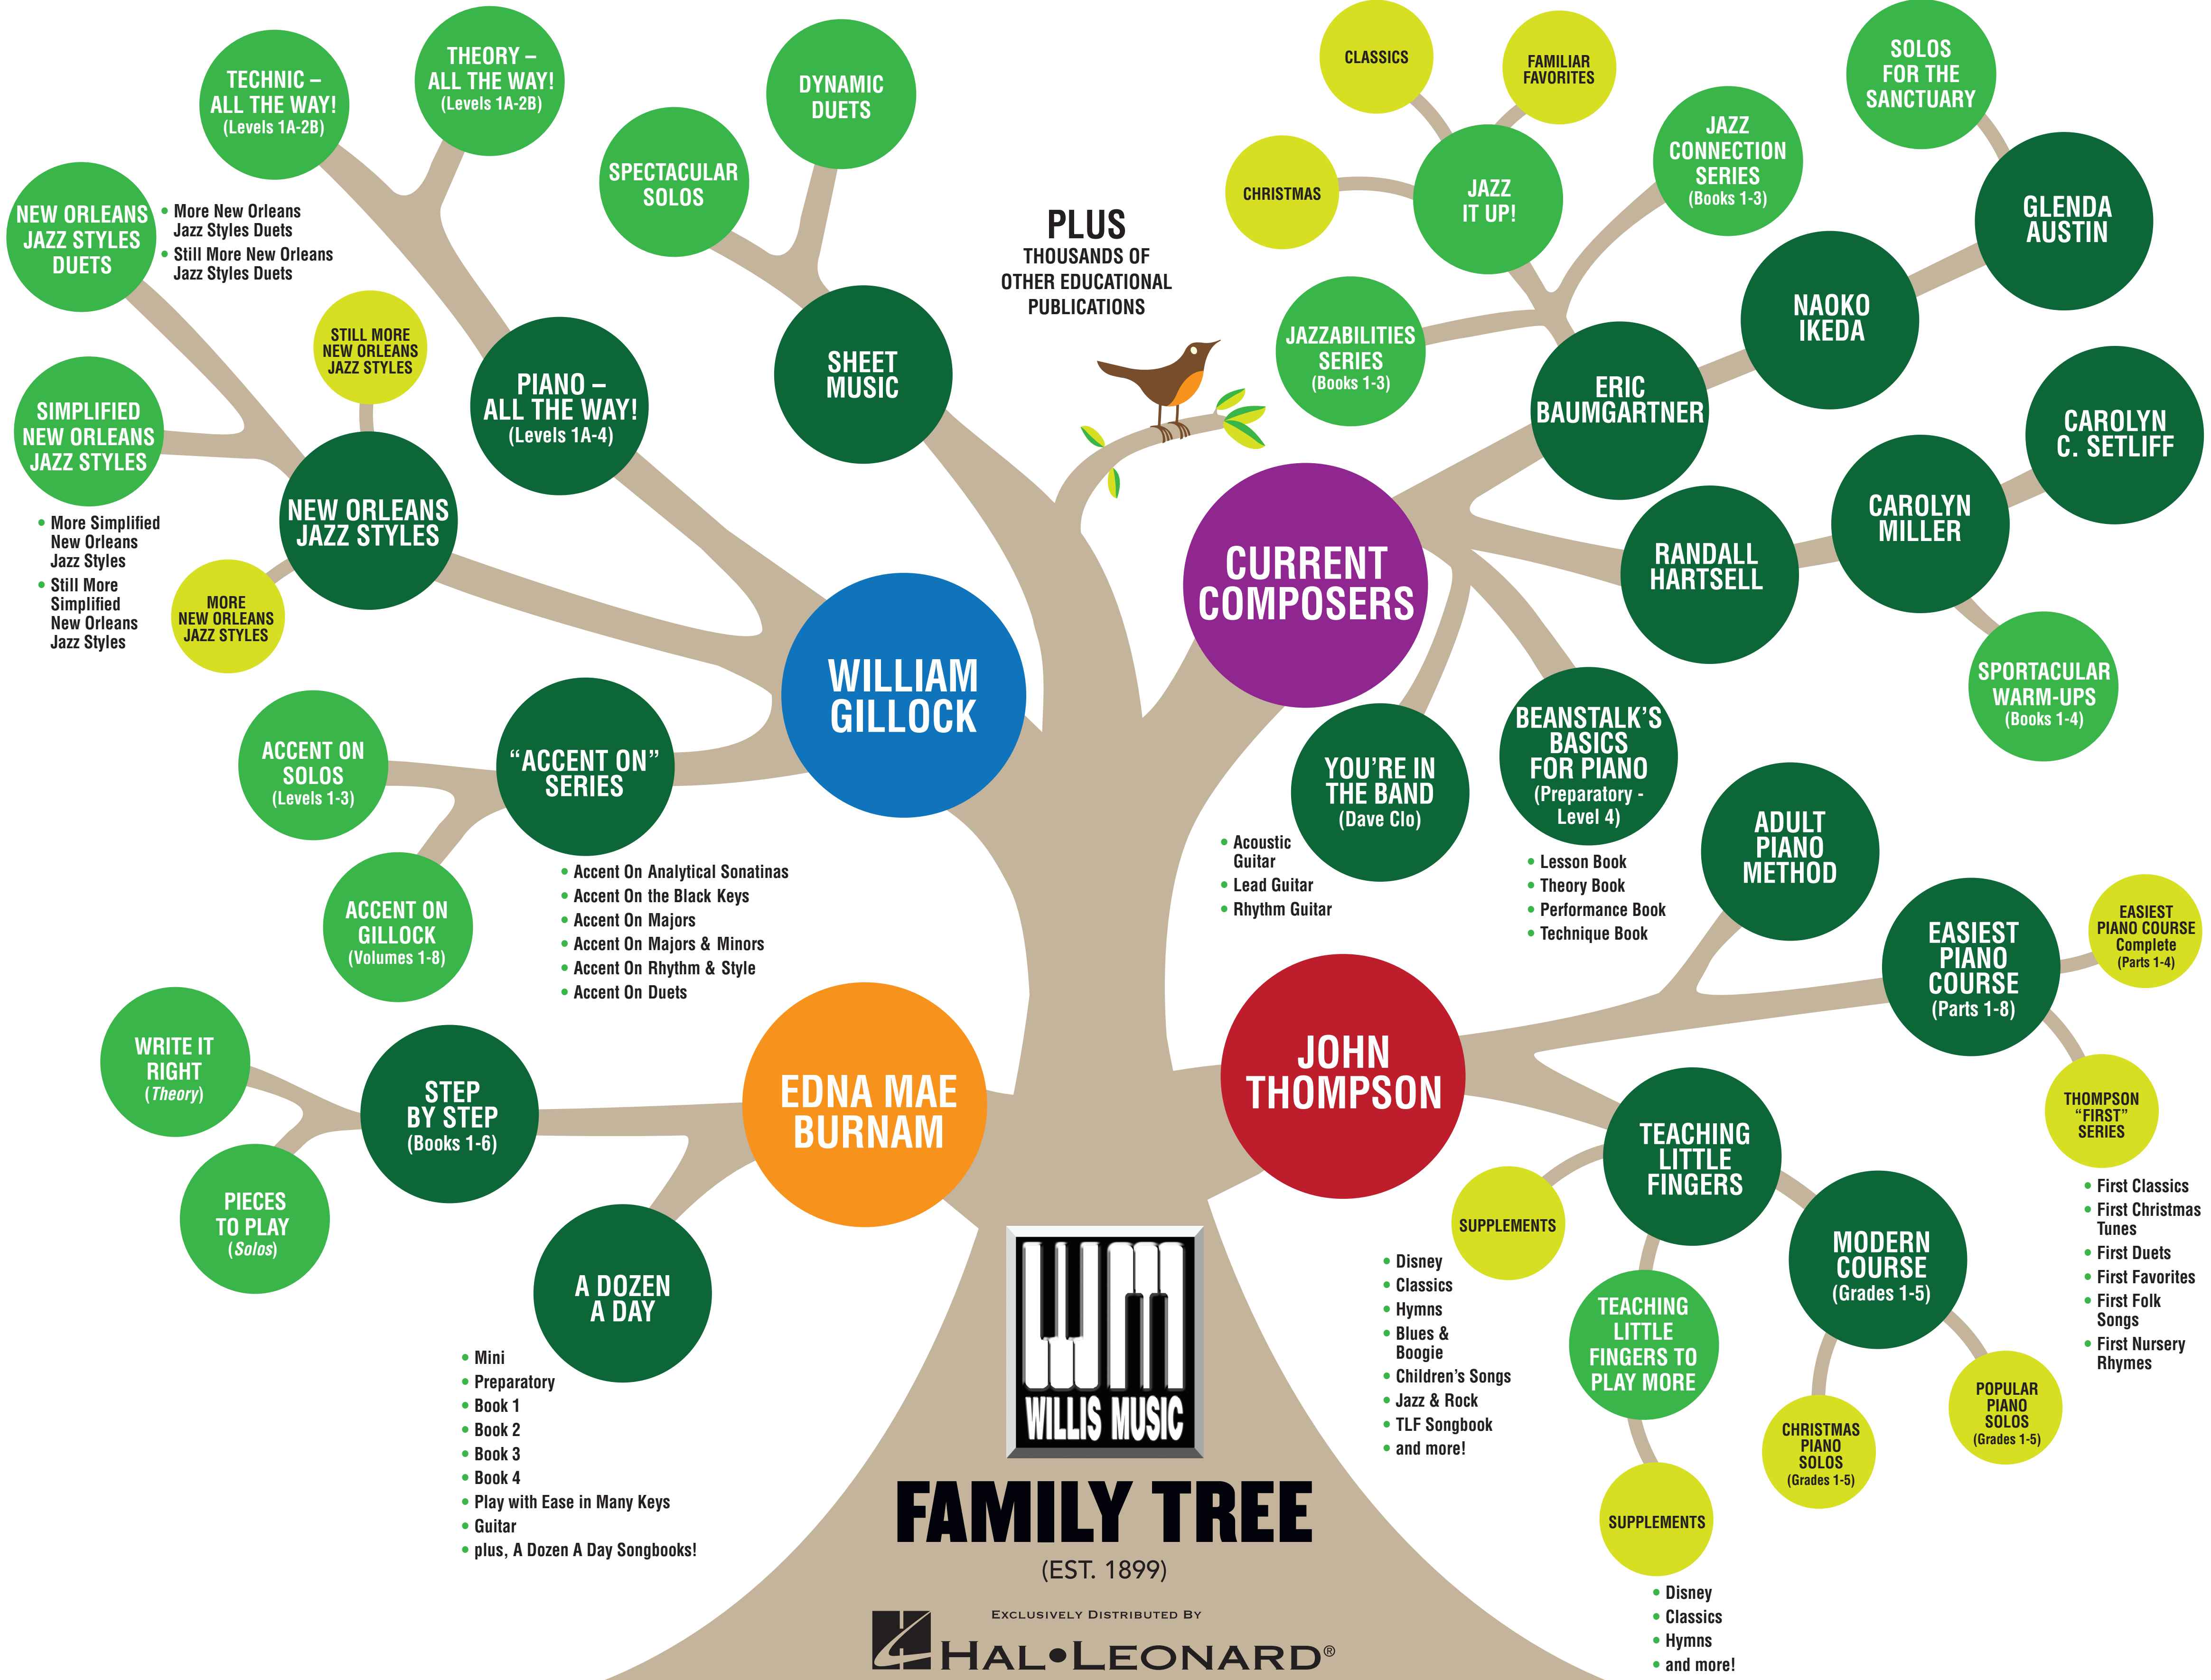 TECHNIC –
ALL THE WAY!
(Levels 1A-2B)
THEORY –
ALL THE WAY!
(Levels 1A-2B)
SPECTACULAR
SOLOS
DYNAMIC
DUETS
NEW ORLEANS
JAZZ STYLES
DUETS
• More New Orleans
Jazz Styles Duets
• Still More New Orleans
Jazz Styles Duets
SIMPLIFIED
NEW ORLEANS
JAZZ STYLES
• More Simplified
New Orleans
Jazz Styles
• Still More
Simplified
New Orleans
Jazz Styles
STILL MORE
NEW ORLEANS
JAZZ STYLES
MORE
NEW ORLEANS
JAZZ STYLES
NEW ORLEANS
JAZZ STYLES
PIANO –
ALL THE WAY!
(Levels 1A-4)
SHEET
MUSIC
WILLIAM
GILLOCK
ACCENT ON
SOLOS
(Levels 1-3)
"ACCENT ON"
SERIES
ACCENT ON
GILLOCK
(Volumes 1-8)
• Accent On Analytical Sonatinas
• Accent On the Black Keys
• Accent On Majors
• Accent On Majors & Minors
• Accent On Rhythm & Style
• Accent On Duets
PLUS
THOUSANDS OF
OTHER EDUCATIONAL
PUBLICATIONS
CLASSICS
FAMILIAR
FAVORITES
CHRISTMAS
JAZZ
IT UP!
JAZZ
CONNECTION
SERIES
(Books 1-3)
JAZZABILITIES
SERIES
(Books 1-3)
SOLOS
FOR THE
SANCTUARY
GLENDA
AUSTIN
NAOKO
IKEDA
ERIC
BAUMGARTNER
CURRENT
COMPOSERS
RANDALL
HARTSELL
CAROLYN
MILLER
CAROLYN
C. SETLIFF
SPORTACULAR
WARM-UPS
(Books 1-4)
YOU'RE IN
THE BAND
(Dave Clo)
• Acoustic
Guitar
• Lead Guitar
• Rhythm Guitar
BEANSTALK'S
BASICS
FOR PIANO
(Preparatory -
Level 4)
• Lesson Book
• Theory Book
• Performance Book
• Technique Book
WRITE IT
RIGHT
(Theory)
PIECES
TO PLAY
(Solos)
STEP
BY STEP
(Books 1-6)
EDNA MAE
BURNAM
A DOZEN
A DAY
• Mini
• Preparatory
• Book 1
• Book 2
• Book 3
• Book 4
• Play with Ease in Many Keys
• Guitar
• plus, A Dozen A Day Songbooks!
JOHN
THOMPSON
ADULT
PIANO
METHOD
EASIEST
PIANO
COURSE
(Parts 1-8)
EASIEST
PIANO COURSE
Complete
(Parts 1-4)
THOMPSON
"FIRST"
SERIES
• First Classics
• First Christmas
Tunes
• First Duets
• First Favorites
• First Folk
Songs
• First Nursery
Rhymes
TEACHING
LITTLE
FINGERS
SUPPLEMENTS
• Disney
• Classics
• Hymns
• Blues &
Boogie
• Children's Songs
• Jazz & Rock
• TLF Songbook
• and more!
TEACHING
LITTLE
FINGERS TO
PLAY MORE
SUPPLEMENTS
• Disney
• Classics
• Hymns
• and more!
MODERN
COURSE
(Grades 1-5)
CHRISTMAS
PIANO
SOLOS
(Grades 1-5)
POPULAR
PIANO
SOLOS
(Grades 1-5)
WILLIS MUSIC
FAMILY TREE
(EST. 1899)
EXCLUSIVELY DISTRIBUTED BY
HAL•LEONARD®